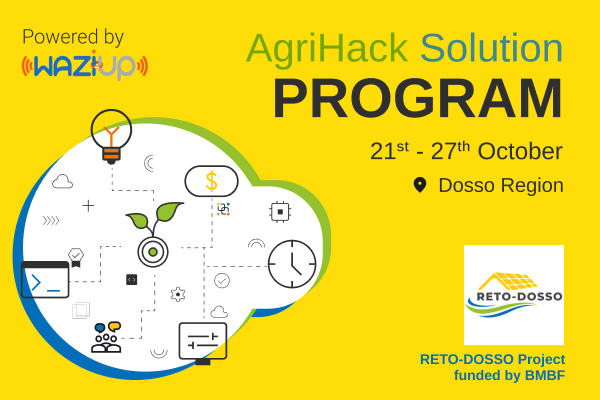 Powered by
WAZIUP
AgriHack Solution
PROGRAM
21st - 27th October
Dosso Region
$
RETO-DOSSO
RETO-DOSSO Project
funded by BMBF